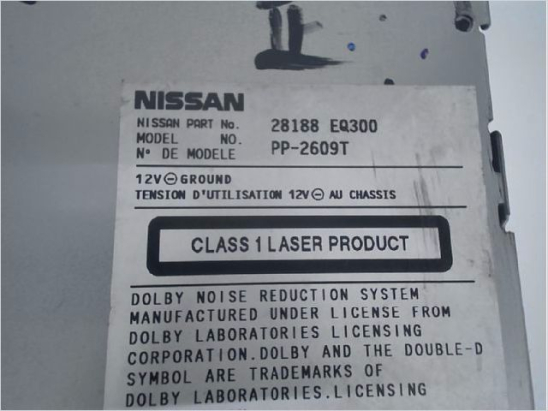 NISSAN
NISSAN PART No. 28188 EQ300
MODEL NO.
N° DE MODELE PP-2609T
12V⊖GROUND
TENSION D'UTILISATION 12V⊖ AU CHASSIS
CLASS 1 LASER PRODUCT
DOLBY NOISE REDUCTION SYSTEM
MANUFACTURED UNDER LICENSE FROM
DOLBY LABORATORIES LICENSING
CORPORATION.DOLBY AND THE DOUBLE-D
SYMBOL ARE TRADEMARKS OF
DOLBY LABORATORIES.LICENSING